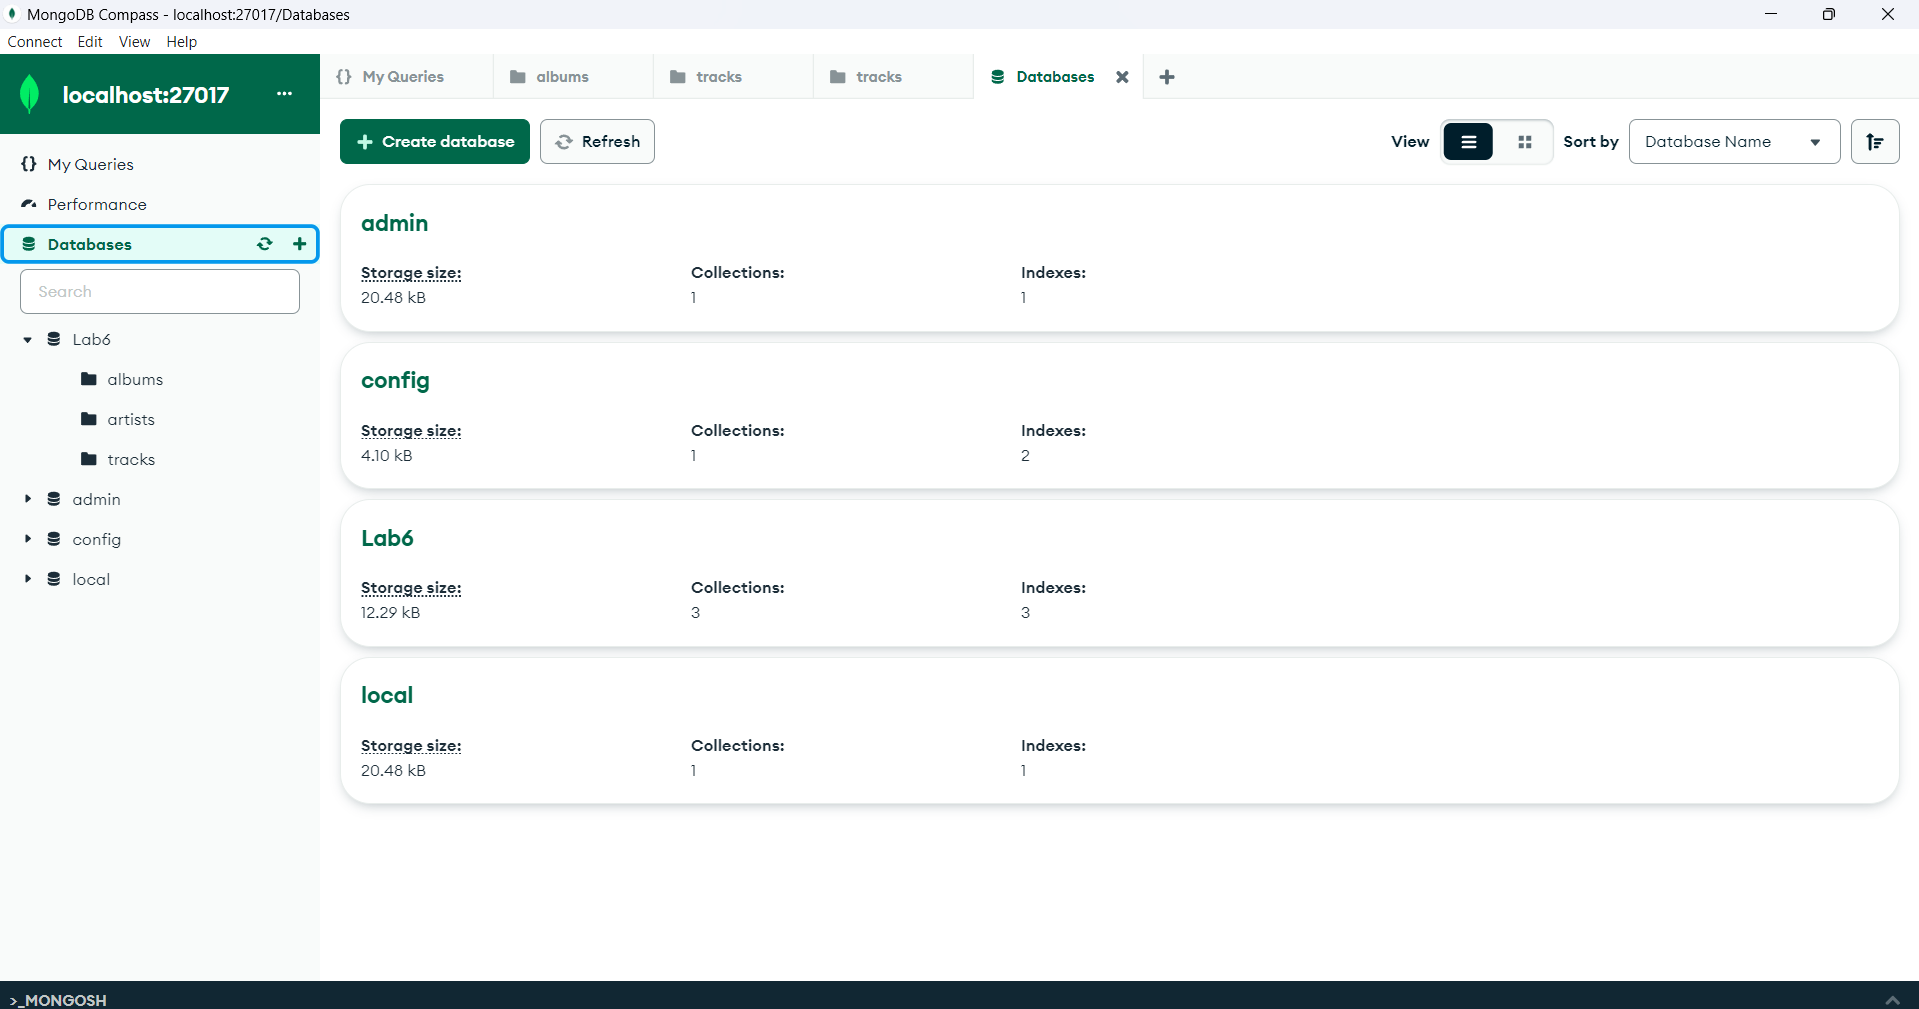 MongoDB Compass - localhost:27017/Databases
Connect Edit View Help
localhost:27017 ...
{} My Queries
albums
tracks
tracks
Databases
Create database
Refresh
View
Sort by
Database Name
My Queries
Performance
Databases
Search
Lab6
albums
artists
tracks
admin
config
local
admin
Storage size: Collections: Indexes:
20.48 kB 1 1
config
Storage size: Collections: Indexes:
4.10 kB 1 2
Lab6
Storage size: Collections: Indexes:
12.29 kB 3 3
local
Storage size: Collections: Indexes:
20.48 kB 1 1
>_MONGOSH